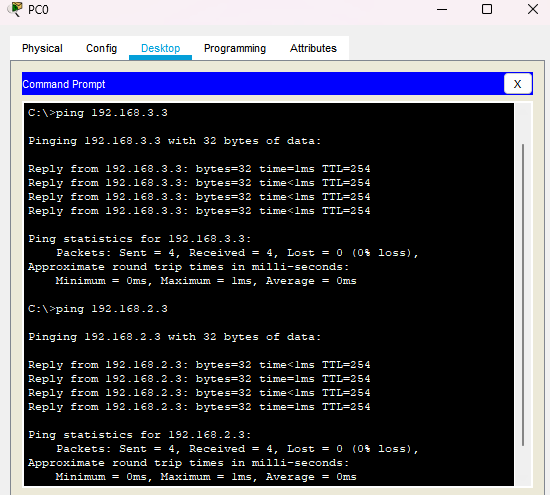 PC0
Physical Config Desktop Programming Attributes
Command Prompt X
C:\>ping 192.168.3.3
Pinging 192.168.3.3 with 32 bytes of data:
Reply from 192.168.3.3: bytes=32 time=1ms TTL=254
Reply from 192.168.3.3: bytes=32 time<1ms TTL=254
Reply from 192.168.3.3: bytes=32 time<1ms TTL=254
Reply from 192.168.3.3: bytes=32 time<1ms TTL=254
Ping statistics for 192.168.3.3:
Packets: Sent = 4, Received = 4, Lost = 0 (0% loss),
Approximate round trip times in milli-seconds:
Minimum = 0ms, Maximum = 1ms, Average = 0ms
C:\>ping 192.168.2.3
Pinging 192.168.2.3 with 32 bytes of data:
Reply from 192.168.2.3: bytes=32 time<1ms TTL=254
Reply from 192.168.2.3: bytes=32 time=1ms TTL=254
Reply from 192.168.2.3: bytes=32 time<1ms TTL=254
Reply from 192.168.2.3: bytes=32 time=1ms TTL=254
Ping statistics for 192.168.2.3:
Packets: Sent = 4, Received = 4, Lost = 0 (0% loss),
Approximate round trip times in milli-seconds:
Minimum = 0ms, Maximum = 1ms, Average = 0ms